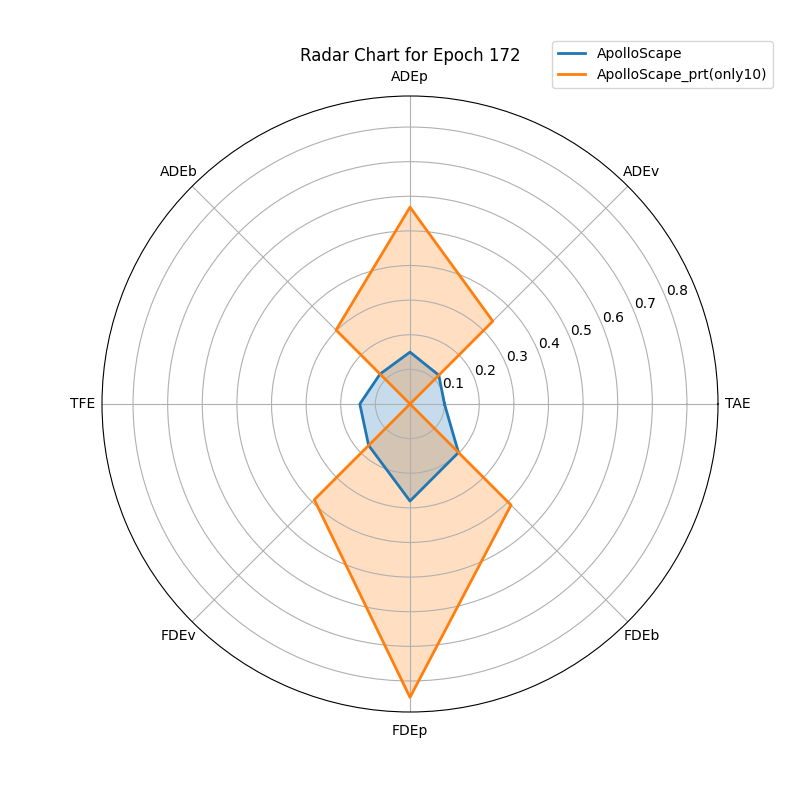 Radar Chart for Epoch 172
ApolloScape
ApolloScape_prt(only10)
ADEp
ADEb
ADEv
0.8
0.7
0.6
0.5
0.4
0.3
0.2
0.1
TFE
TAE
FDEv
FDEb
FDEp